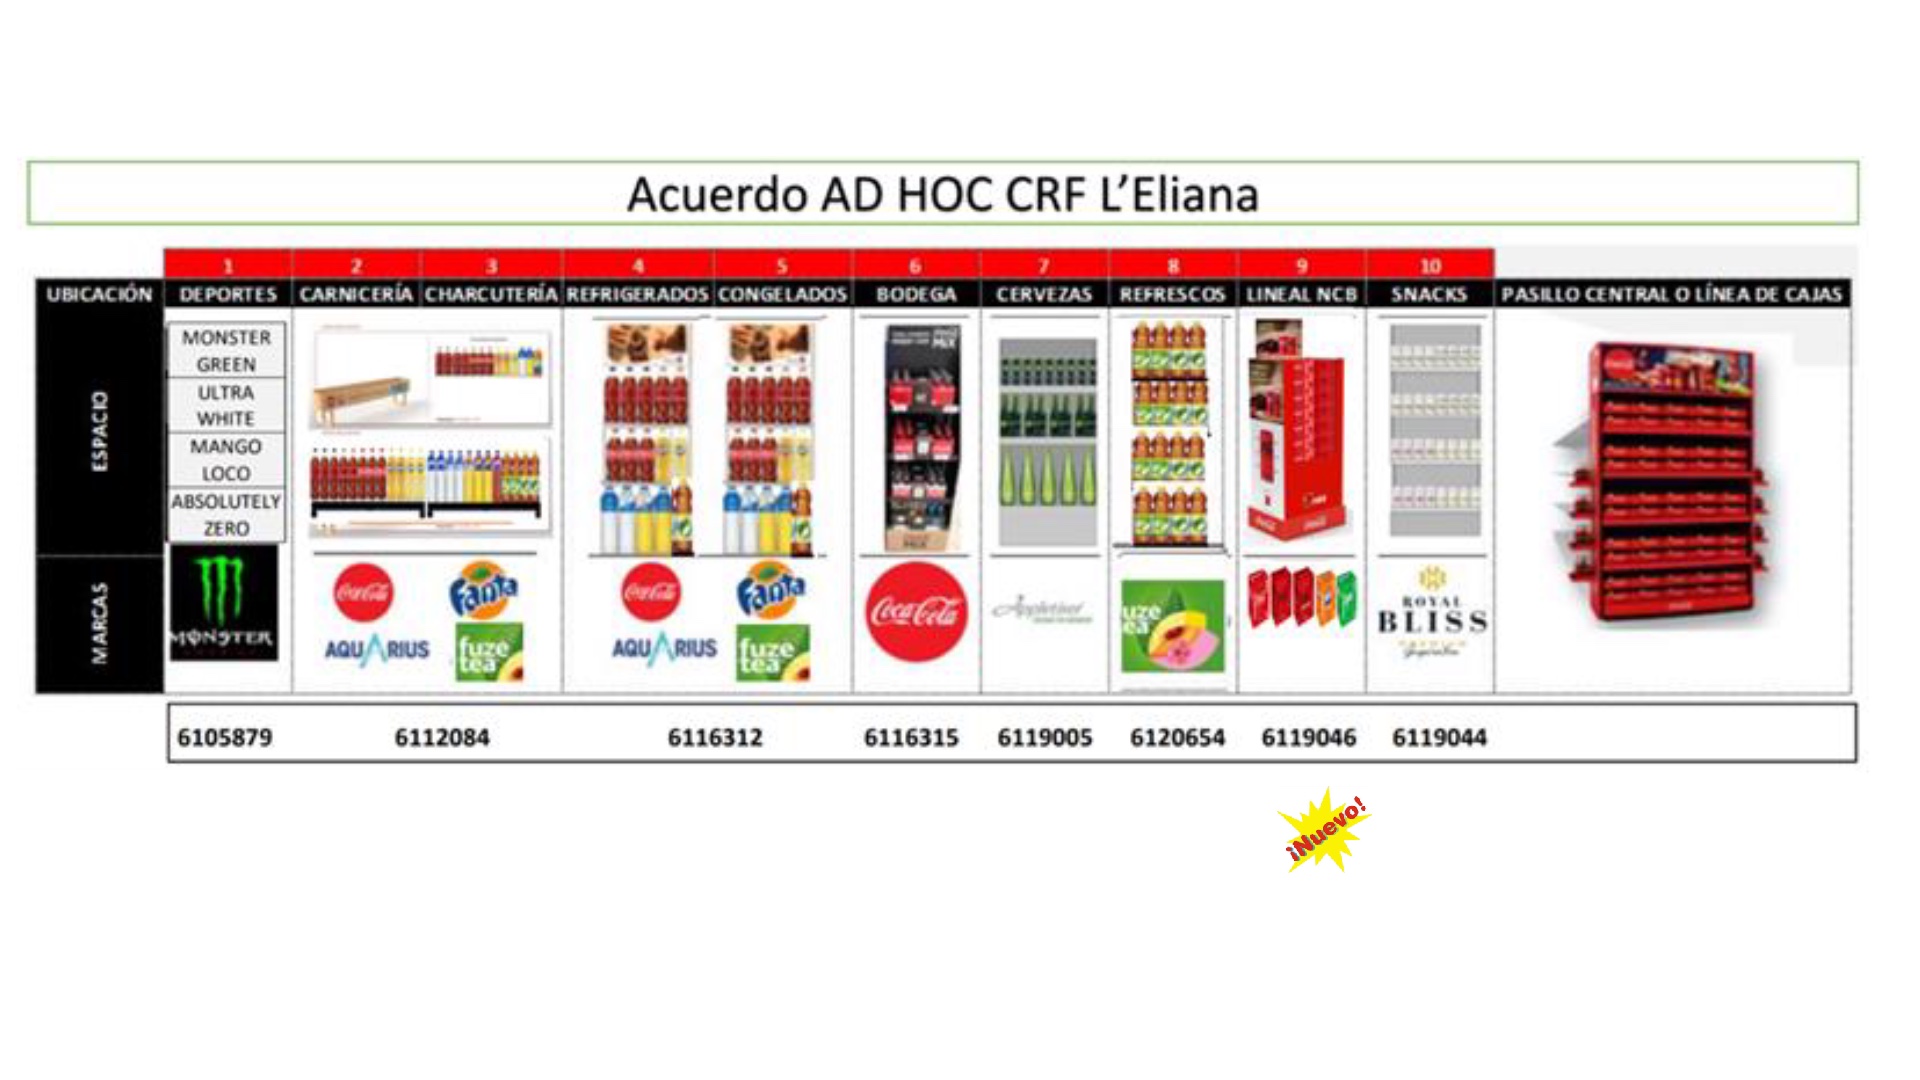 Acuerdo AD HOC CRF L’Eliana
1 2 3 4 5 6 7 8 9 10
UBICACIÓN DEPORTES CARNICERÍA CHARCUTERÍA REFRIGERADOS CONGELADOS BODEGA CERVEZAS REFRESCOS LINEAL NCB SNACKS PASILLO CENTRAL O LÍNEA DE CAJAS
ESPACIO
MONSTER
GREEN
ULTRA
WHITE
MANGO
LOCO
ABSOLUTELY
ZERO
MARCAS
MONSTER
Coca-Cola Fanta
AQUARIUS fuze tea
Coca-Cola Fanta
AQUARIUS fuze tea
Coca-Cola
Appletiser
uze
ea
ROYAL
BLISS
6105879 6112084 6116312 6116315 6119005 6120654 6119046 6119044
¡Nuevo!